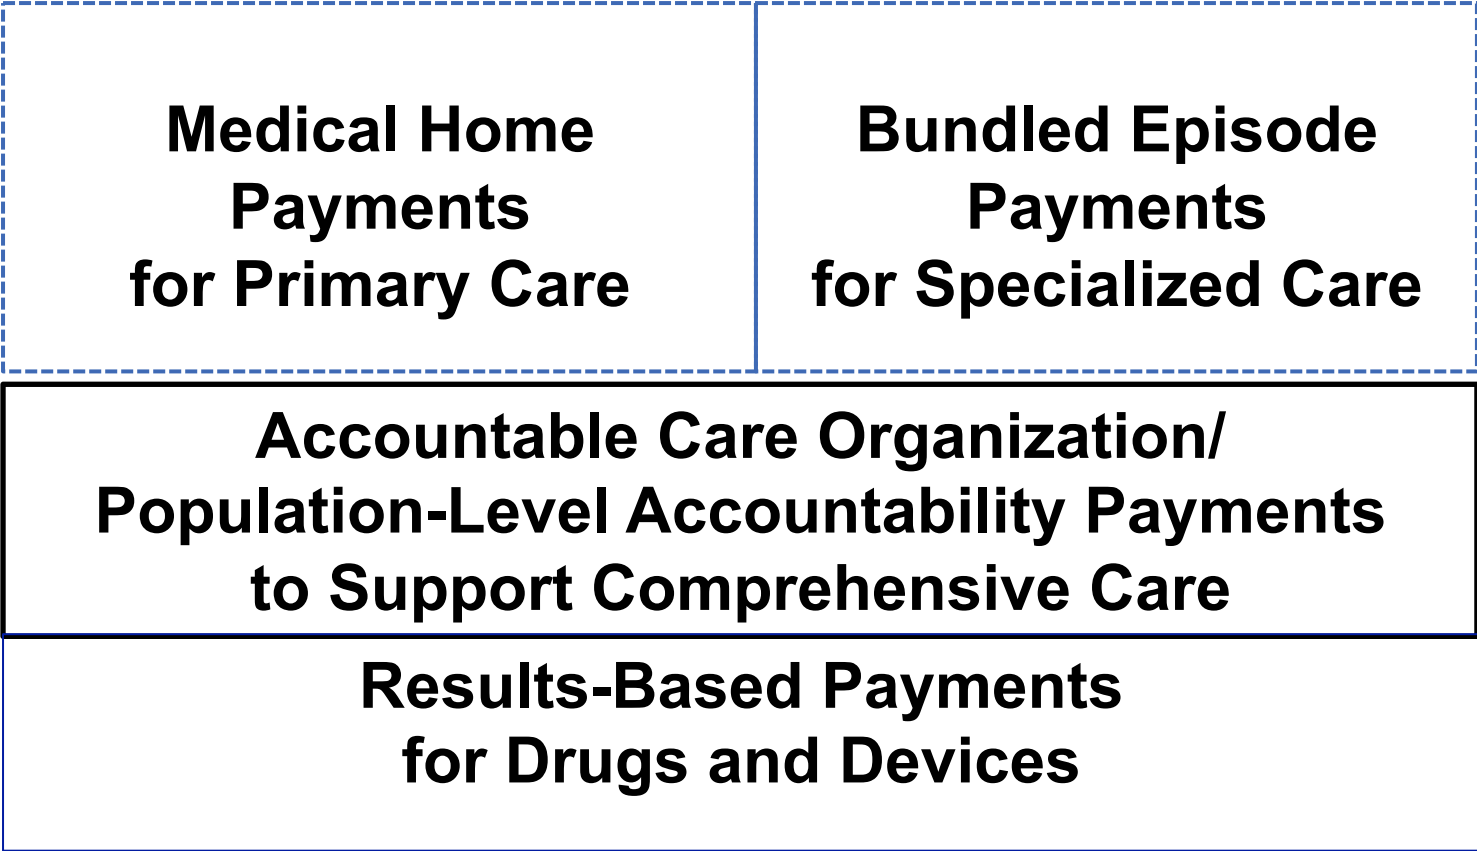 Medical Home
Payments
for Primary Care
Bundled Episode
Payments
for Specialized Care
Accountable Care Organization/
Population-Level Accountability Payments
to Support Comprehensive Care
Results-Based Payments
for Drugs and Devices